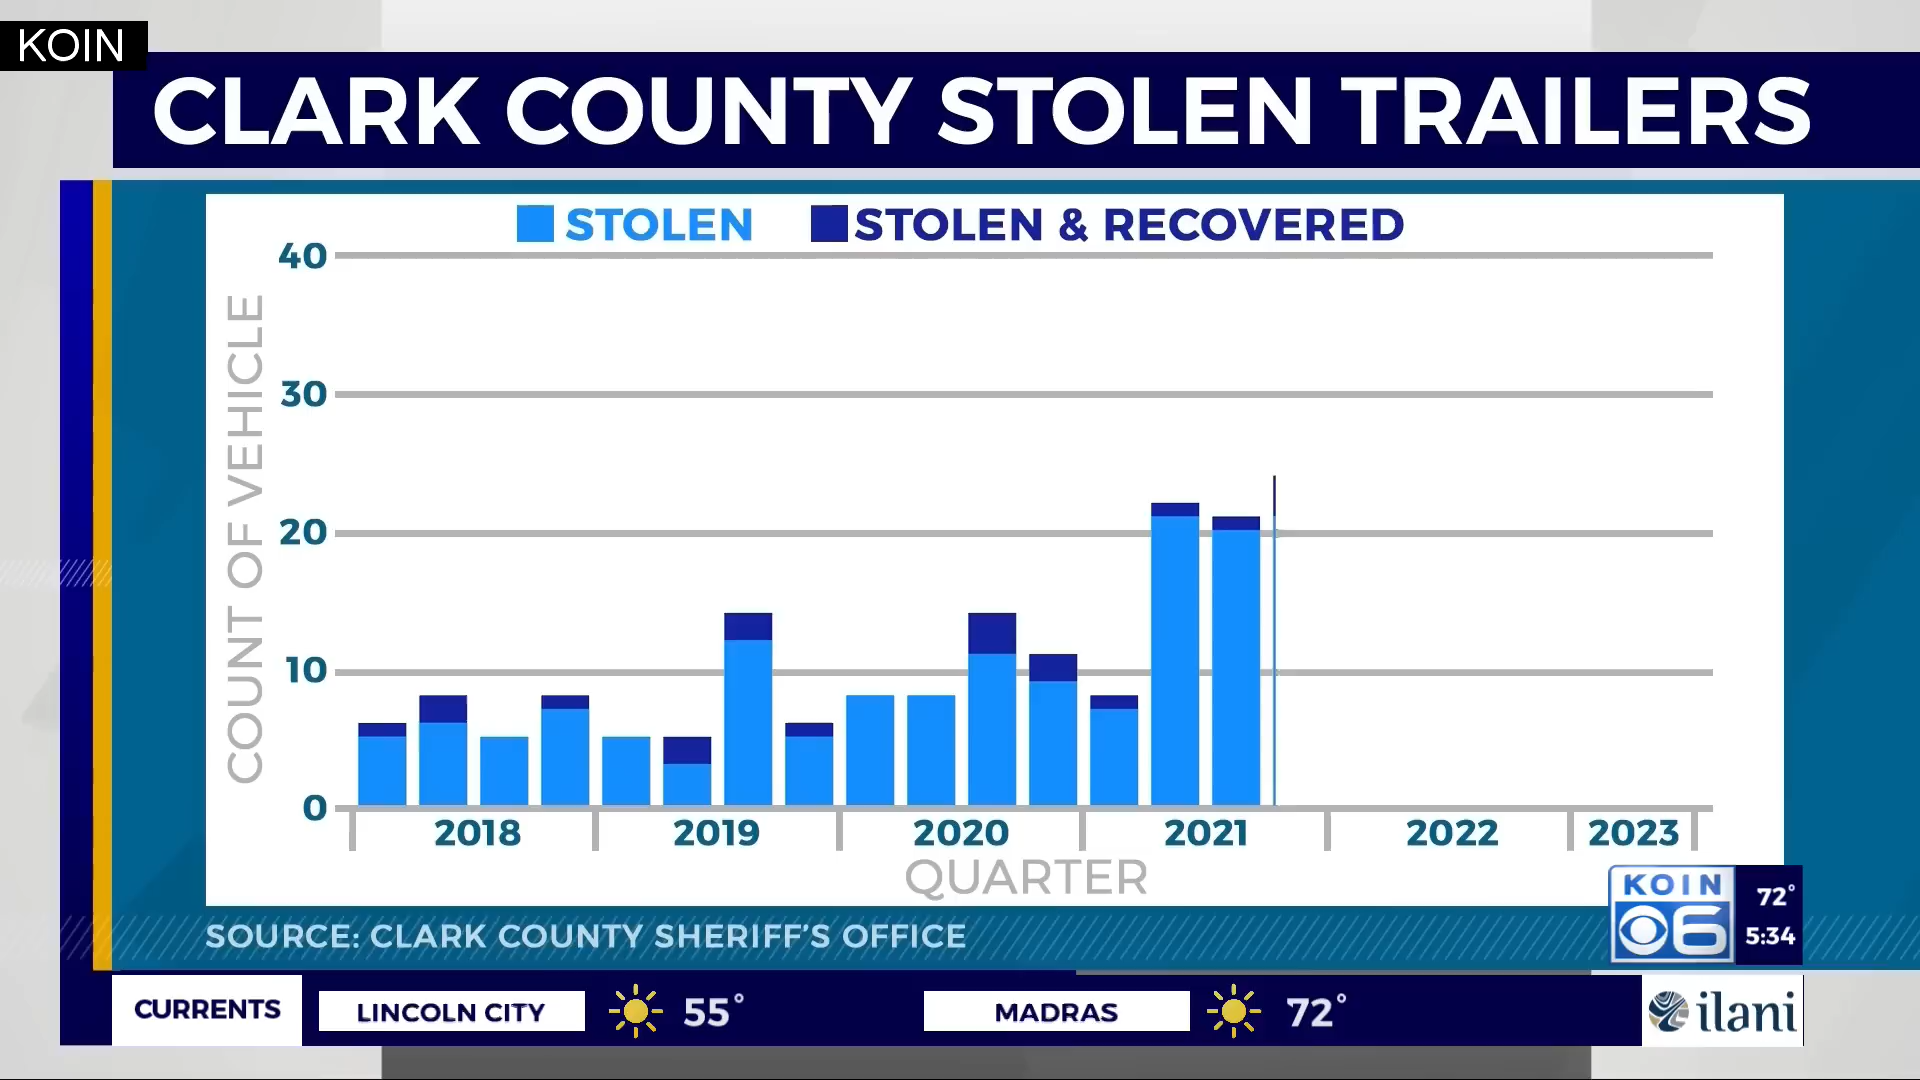 KOIN
CLARK COUNTY STOLEN TRAILERS
STOLEN
STOLEN & RECOVERED
COUNT OF VEHICLE
40
30
20
10
0
2018 2019 2020 2021 2022 2023
QUARTER
SOURCE: CLARK COUNTY SHERIFF'S OFFICE
KOIN
6
72°
5:34
CURRENTS
LINCOLN CITY
55°
MADRAS
72°
ilani